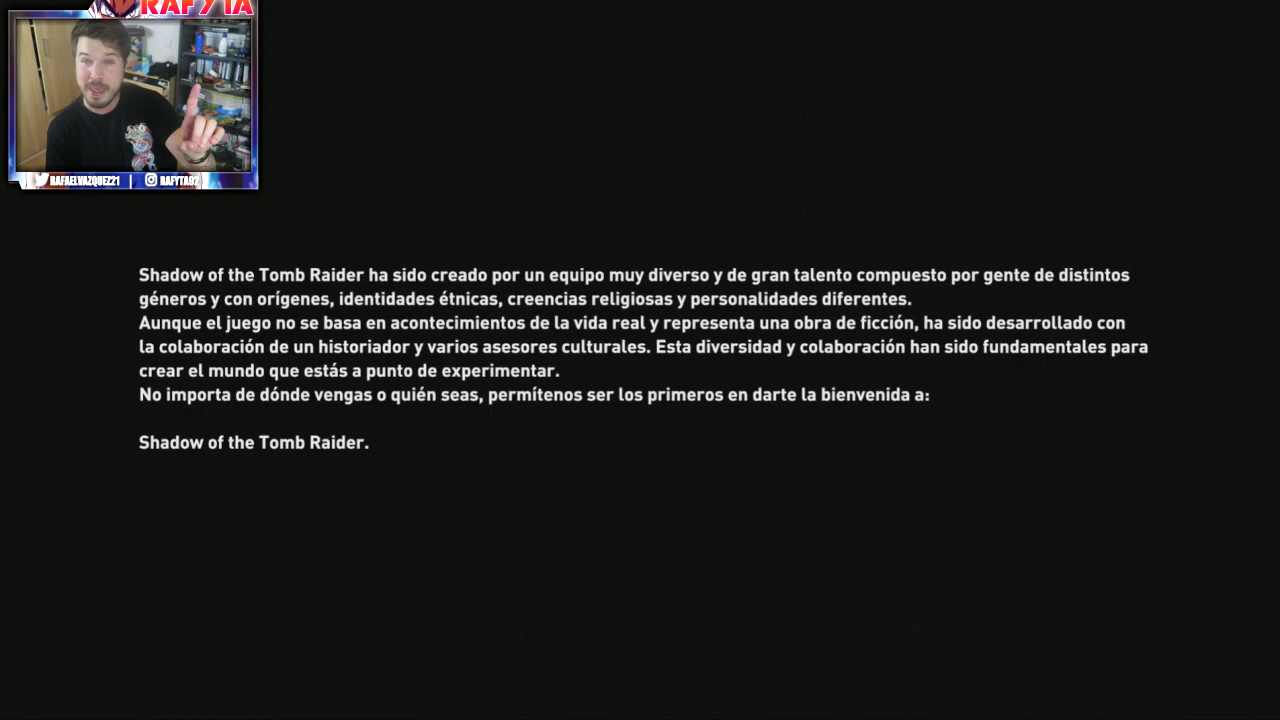 RAFYTA
RAFAELVAZQUEZ21 | RAFYTA92
Shadow of the Tomb Raider ha sido creado por un equipo muy diverso y de gran talento compuesto por gente de distintos
géneros y con orígenes, identidades étnicas, creencias religiosas y personalidades diferentes.
Aunque el juego no se basa en acontecimientos de la vida real y representa una obra de ficción, ha sido desarrollado con
la colaboración de un historiador y varios asesores culturales. Esta diversidad y colaboración han sido fundamentales para
crear el mundo que estás a punto de experimentar.
No importa de dónde vengas o quién seas, permítenos ser los primeros en darte la bienvenida a:
Shadow of the Tomb Raider.